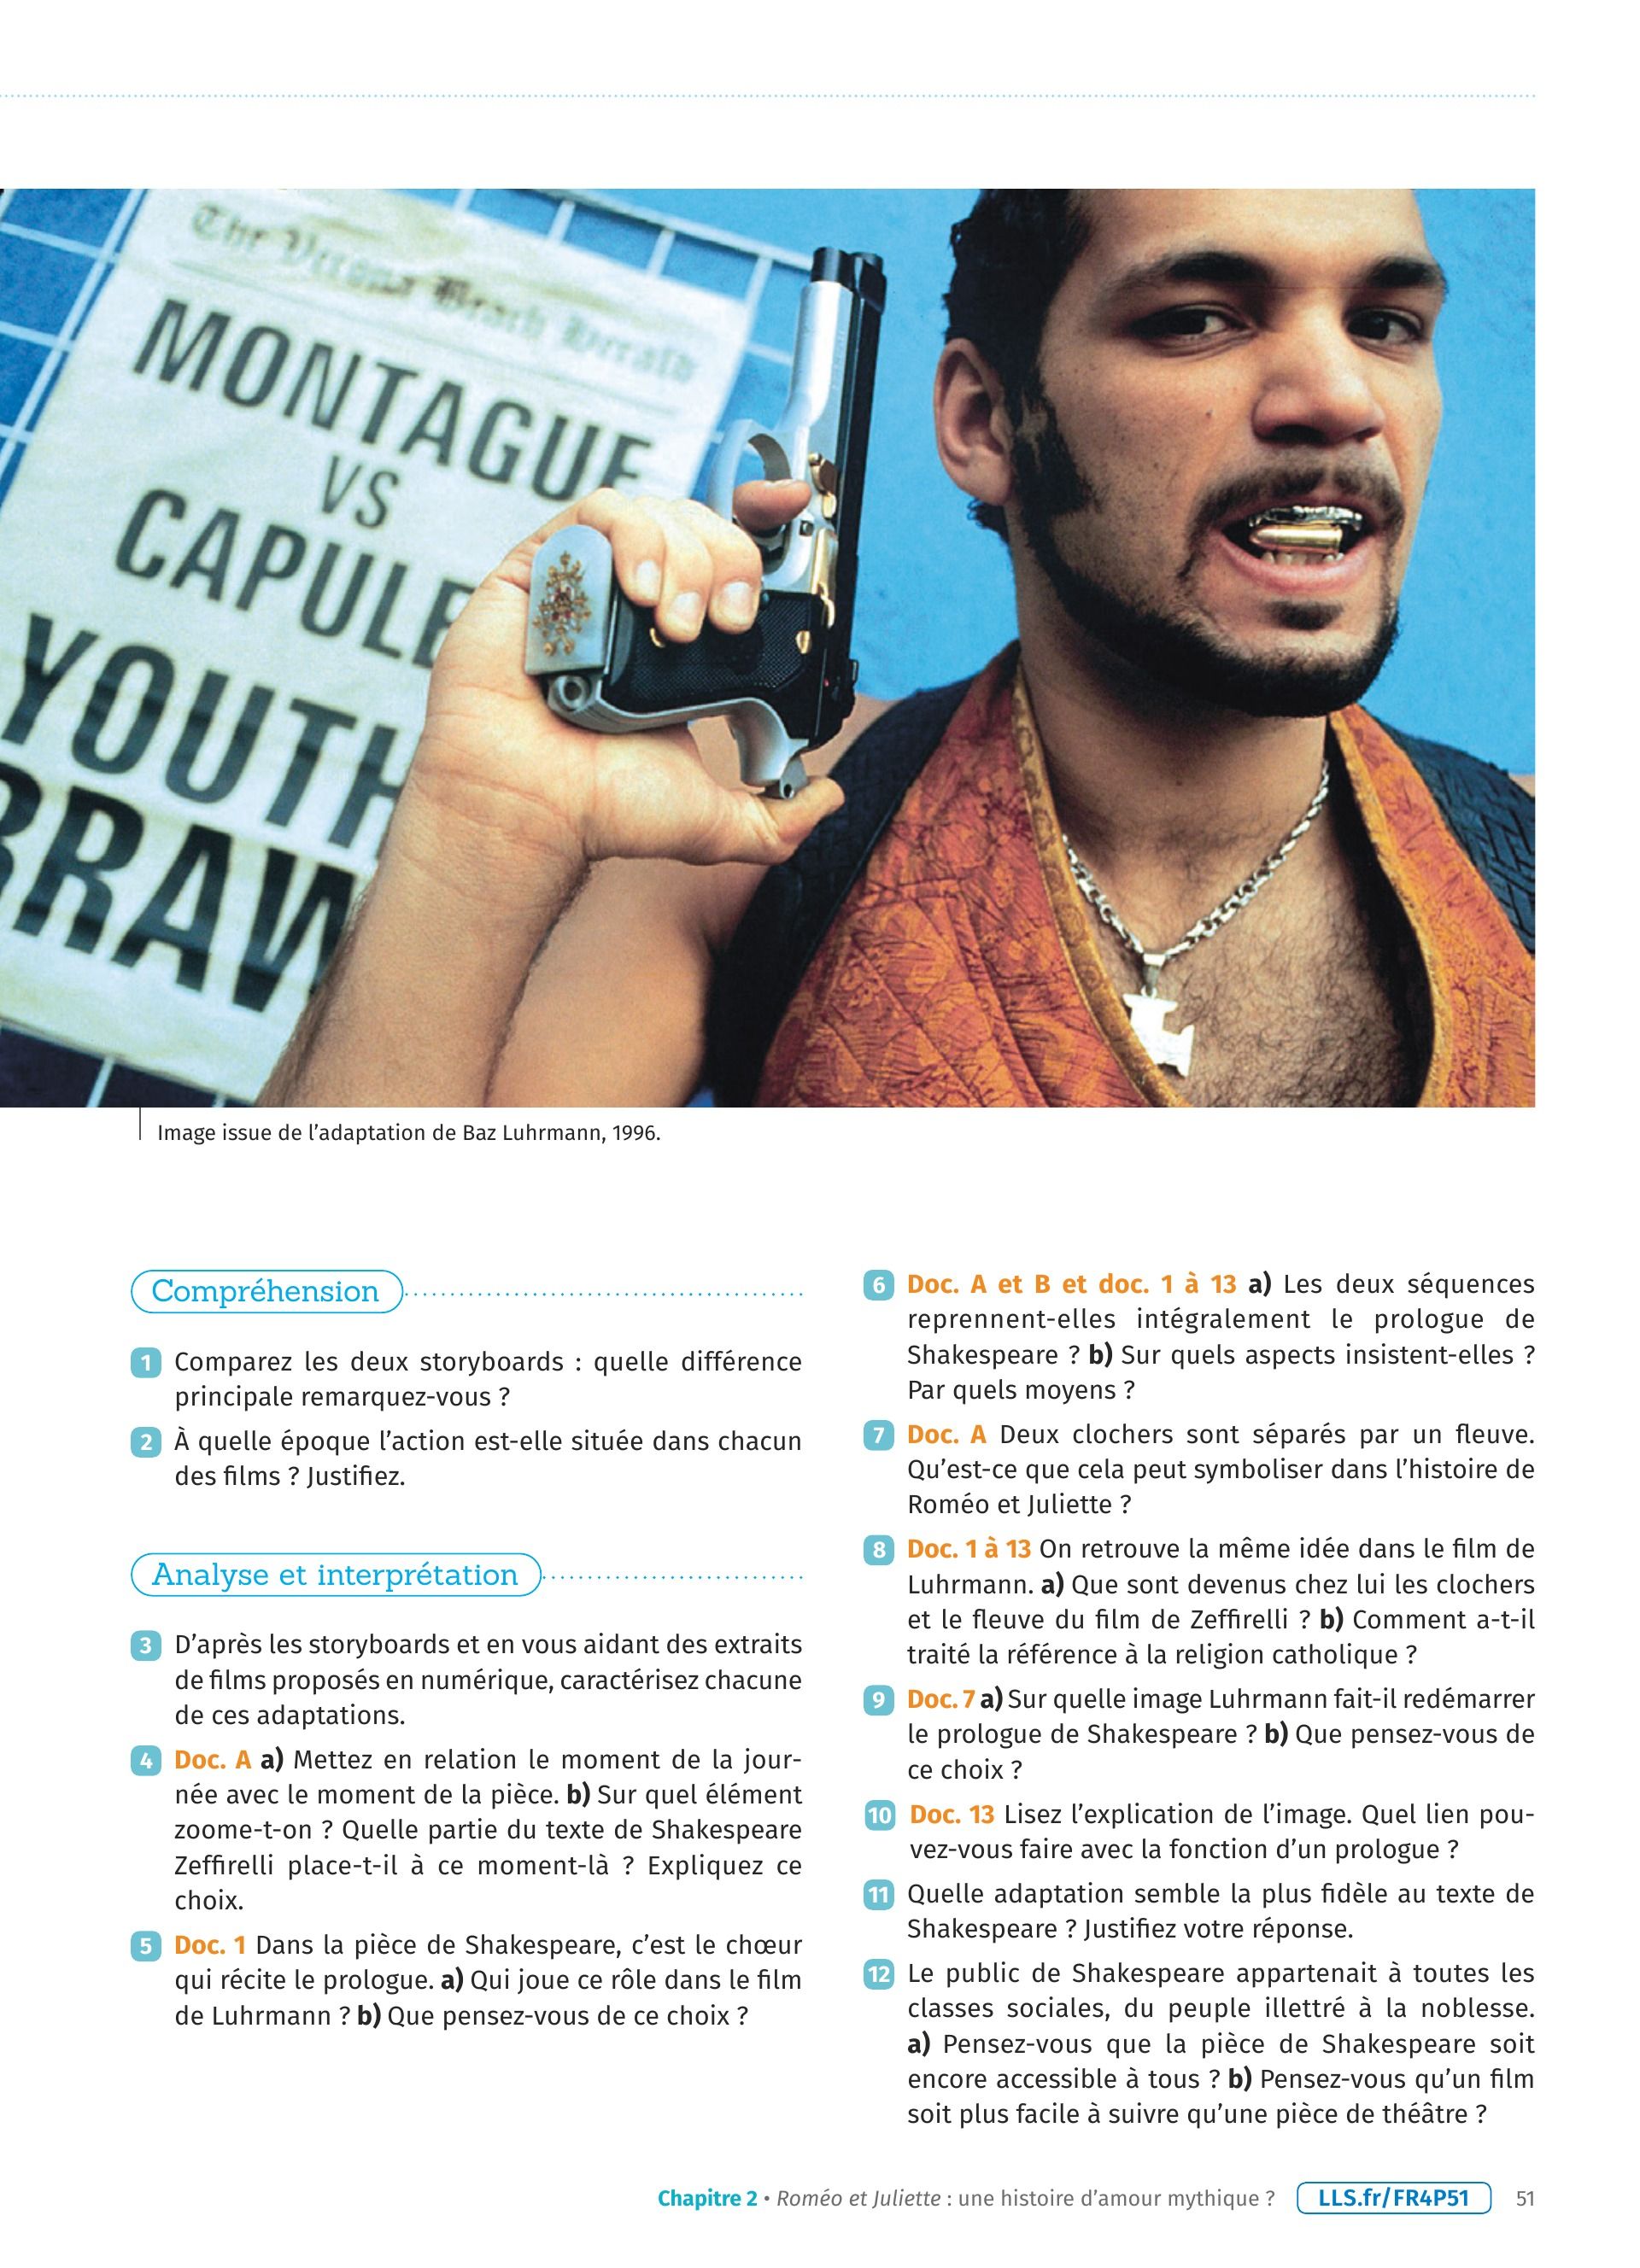 The Verona Beach Herald
MONTAGUE
VS
CAPULE
YOUTH
BRAW
Image issue de l’adaptation de Baz Luhrmann, 1996.
Compréhension
1 Comparez les deux storyboards : quelle différence
principale remarquez-vous ?
2 À quelle époque l’action est-elle située dans chacun
des films ? Justifiez.
Analyse et interprétation
3 D’après les storyboards et en vous aidant des extraits
de films proposés en numérique, caractérisez chacune
de ces adaptations.
4 Doc. A a) Mettez en relation le moment de la jour-
née avec le moment de la pièce. b) Sur quel élément
zoome-t-on ? Quelle partie du texte de Shakespeare
Zeffirelli place-t-il à ce moment-là ? Expliquez ce
choix.
5 Doc. 1 Dans la pièce de Shakespeare, c’est le chœur
qui récite le prologue. a) Qui joue ce rôle dans le film
de Luhrmann ? b) Que pensez-vous de ce choix ?
6 Doc. A et B et doc. 1 à 13 a) Les deux séquences
reprennent-elles intégralement le prologue de
Shakespeare ? b) Sur quels aspects insistent-elles ?
Par quels moyens ?
7 Doc. A Deux clochers sont séparés par un fleuve.
Qu’est-ce que cela peut symboliser dans l’histoire de
Roméo et Juliette ?
8 Doc. 1 à 13 On retrouve la même idée dans le film de
Luhrmann. a) Que sont devenus chez lui les clochers
et le fleuve du film de Zeffirelli ? b) Comment a-t-il
traité la référence à la religion catholique ?
9 Doc. 7 a) Sur quelle image Luhrmann fait-il redémarrer
le prologue de Shakespeare ? b) Que pensez-vous de
ce choix ?
10 Doc. 13 Lisez l’explication de l’image. Quel lien pou-
vez-vous faire avec la fonction d’un prologue ?
11 Quelle adaptation semble la plus fidèle au texte de
Shakespeare ? Justifiez votre réponse.
12 Le public de Shakespeare appartenait à toutes les
classes sociales, du peuple illettré à la noblesse.
a) Pensez-vous que la pièce de Shakespeare soit
encore accessible à tous ? b) Pensez-vous qu’un film
soit plus facile à suivre qu’une pièce de théâtre ?
Chapitre 2 • Roméo et Juliette : une histoire d’amour mythique ? LLS.fr/FR4P51 51